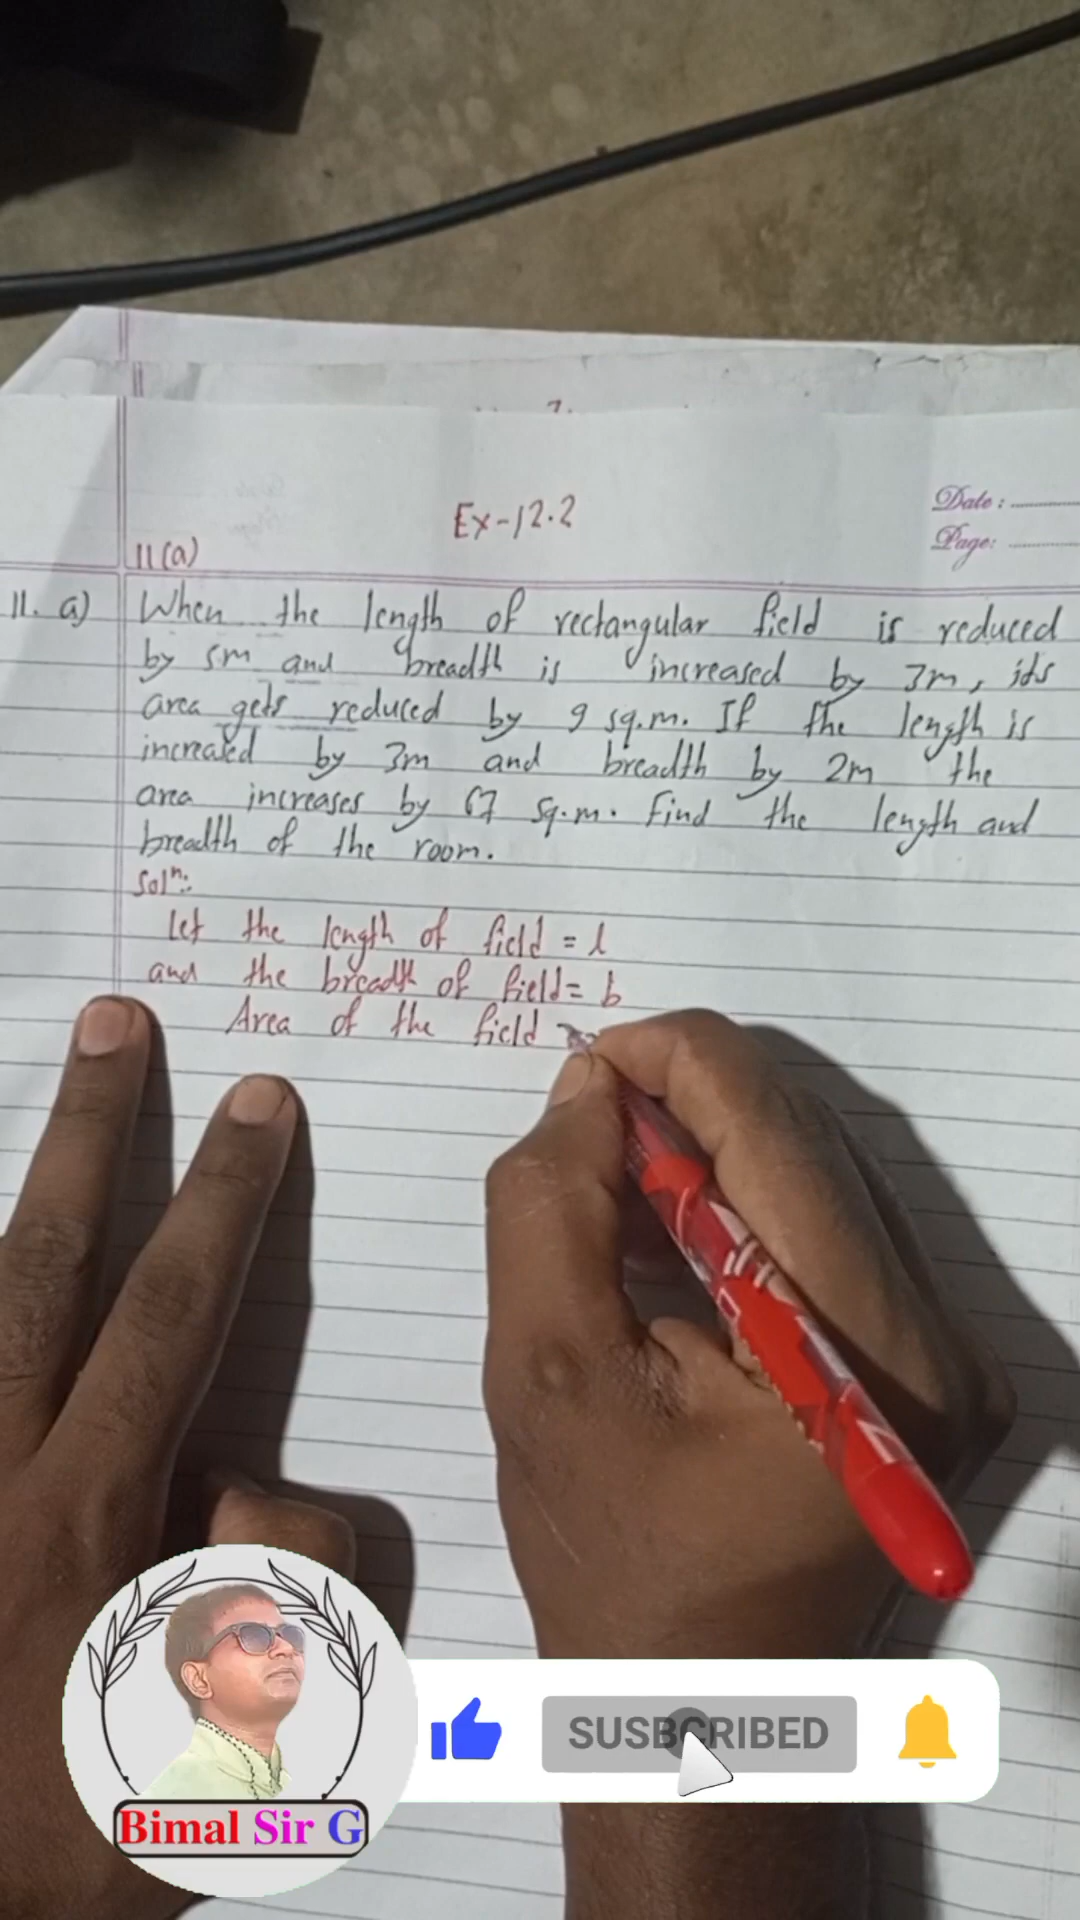 Ex-12.2
Date:
Page:
11(a)
11. a) When the length of rectangular field is reduced
by 5m and breadth is increased by 3m, its
area gets reduced by 9 sq.m. If the length is
increased by 3m and breadth by 2m the
area increases by 67 sq.m. Find the length and
breadth of the room.
Solⁿ:
Let the length of field = l
and the breadth of field = b
Area of the field
SUSBCRIBED
Bimal Sir G